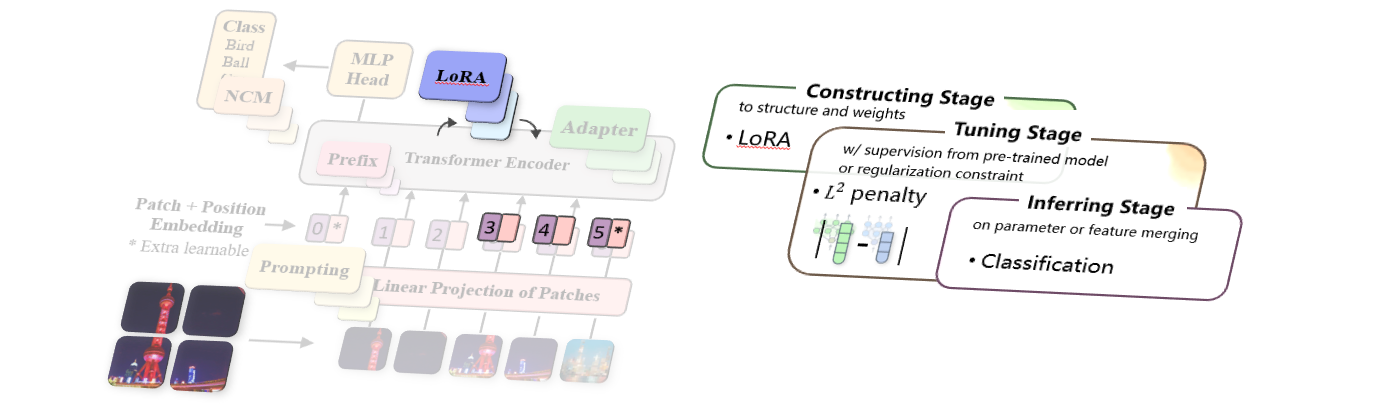 Class
Bird
Ball
NCM
MLP
Head
LoRA
Adapter
Prefix
Transformer Encoder
Patch + Position
Embedding
* Extra learnable
0 *
1
2
3
4
5 *
Prompting
Linear Projection of Patches
Constructing Stage
to structure and weights
• LoRA
Tuning Stage
w/ supervision from pre-trained model
or regularization constraint
• L² penalty
| - |
Inferring Stage
on parameter or feature merging
• Classification